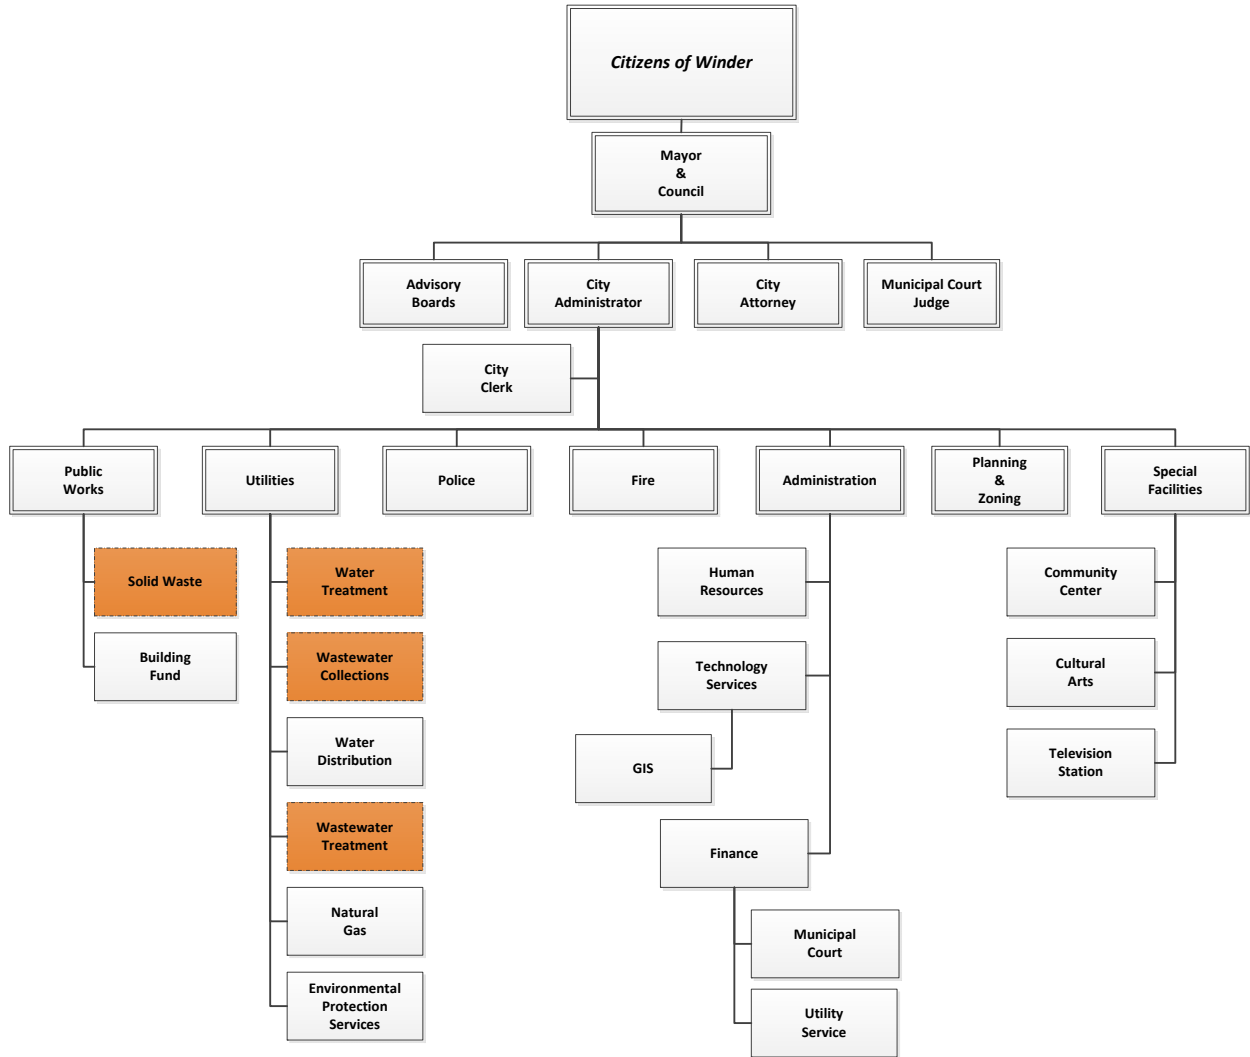 Citizens of Winder
Mayor
&
Council
Advisory
Boards
City
Administrator
City
Attorney
Municipal Court
Judge
City
Clerk
Public
Works
Utilities
Police
Fire
Administration
Planning
&
Zoning
Special
Facilities
Solid Waste
Building
Fund
Water
Treatment
Wastewater
Collections
Water
Distribution
Wastewater
Treatment
Natural
Gas
Environmental
Protection
Services
Human
Resources
Technology
Services
GIS
Finance
Municipal
Court
Utility
Service
Community
Center
Cultural
Arts
Television
Station